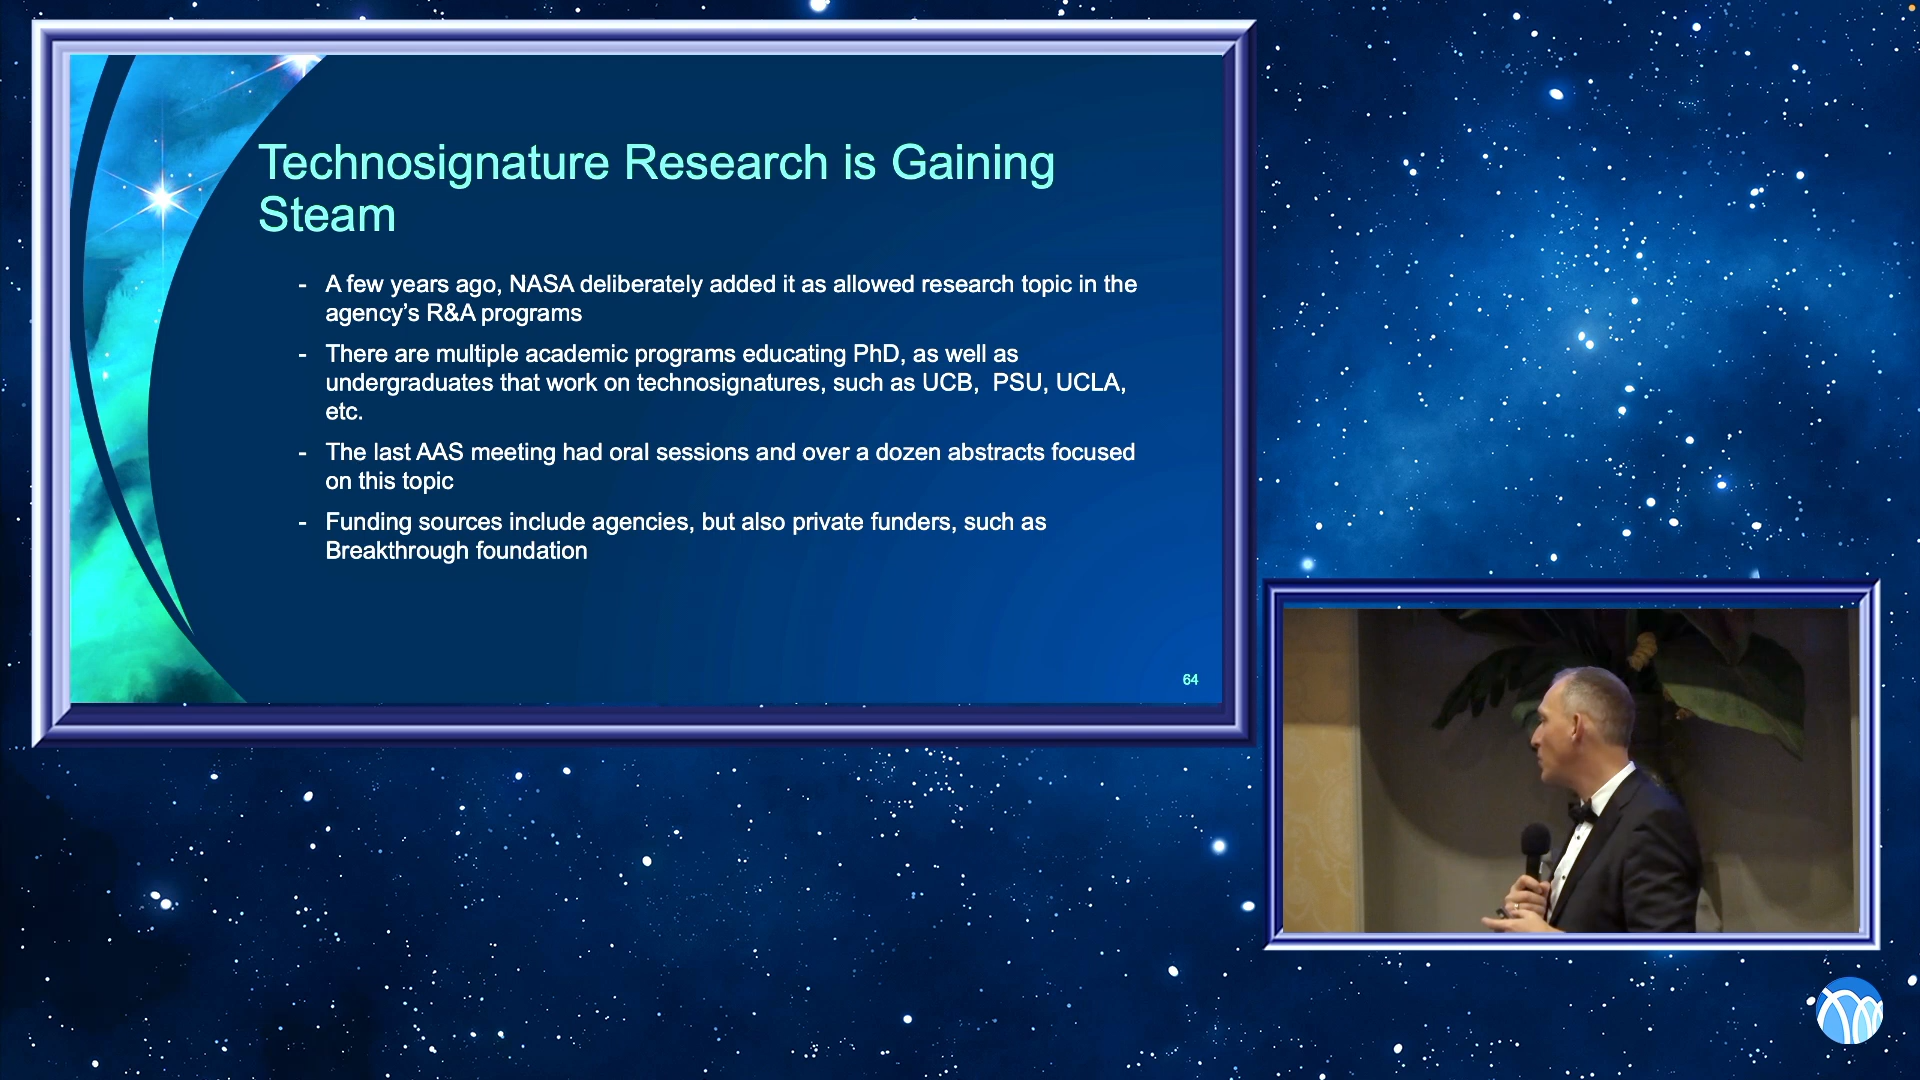 Technosignature Research is Gaining
Steam
- A few years ago, NASA deliberately added it as allowed research topic in the
agency’s R&A programs
- There are multiple academic programs educating PhD, as well as
undergraduates that work on technosignatures, such as UCB, PSU, UCLA,
etc.
- The last AAS meeting had oral sessions and over a dozen abstracts focused
on this topic
- Funding sources include agencies, but also private funders, such as
Breakthrough foundation
64